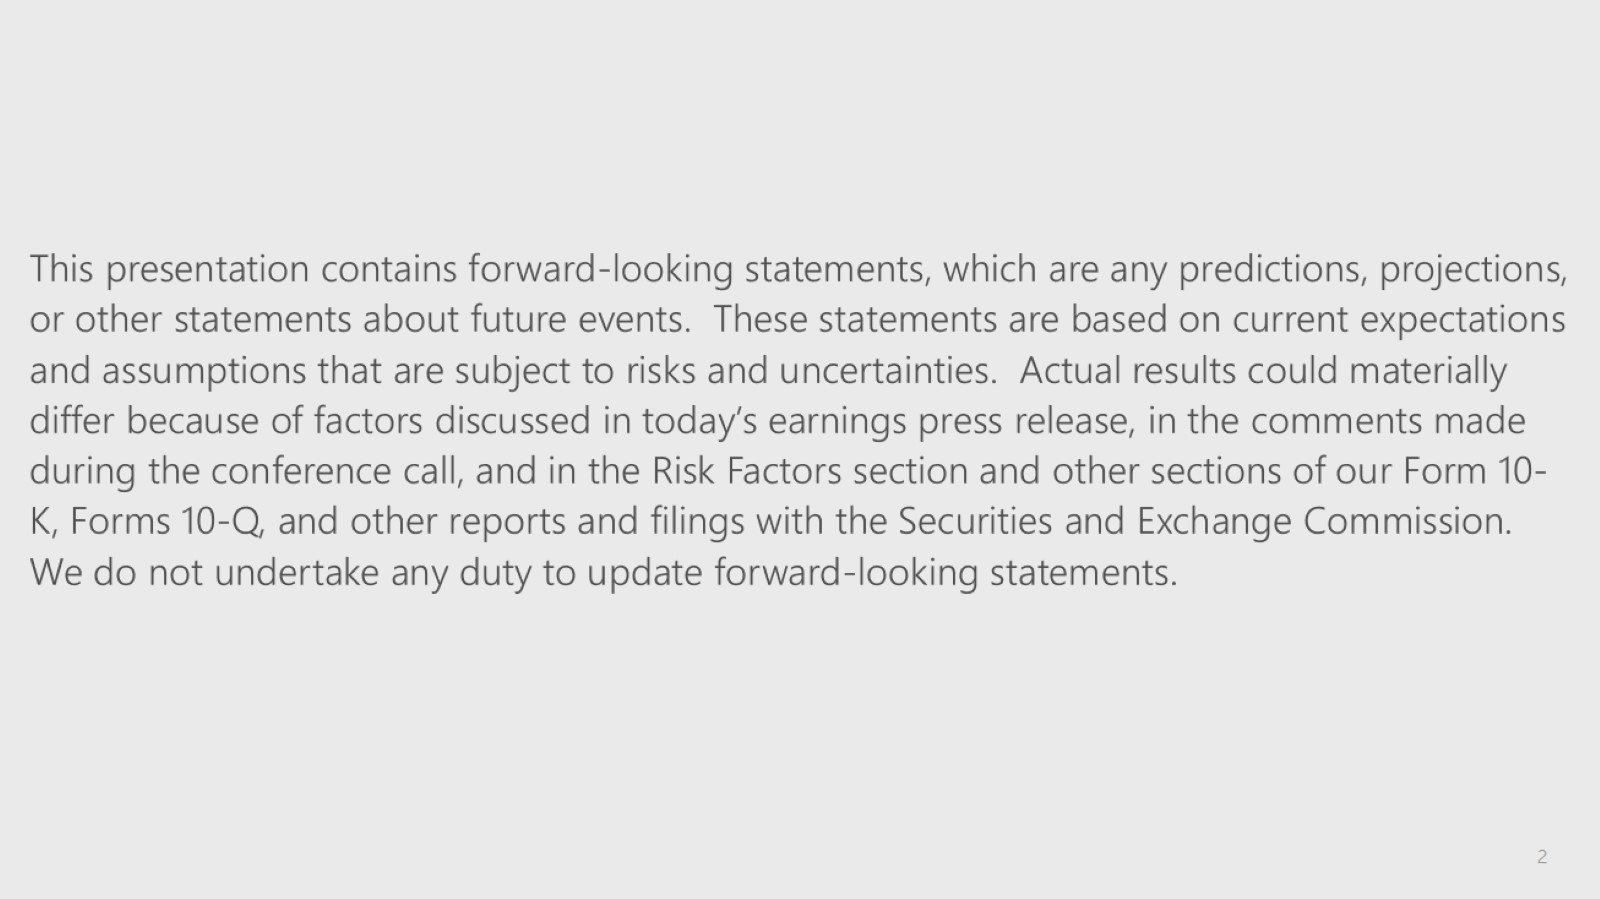 This presentation contains forward-looking statements, which are any predictions, projections,
or other statements about future events.  These statements are based on current expectations
and assumptions that are subject to risks and uncertainties.  Actual results could materially
differ because of factors discussed in today’s earnings press release, in the comments made
during the conference call, and in the Risk Factors section and other sections of our Form 10-
K, Forms 10-Q, and other reports and filings with the Securities and Exchange Commission.
We do not undertake any duty to update forward-looking statements.
2